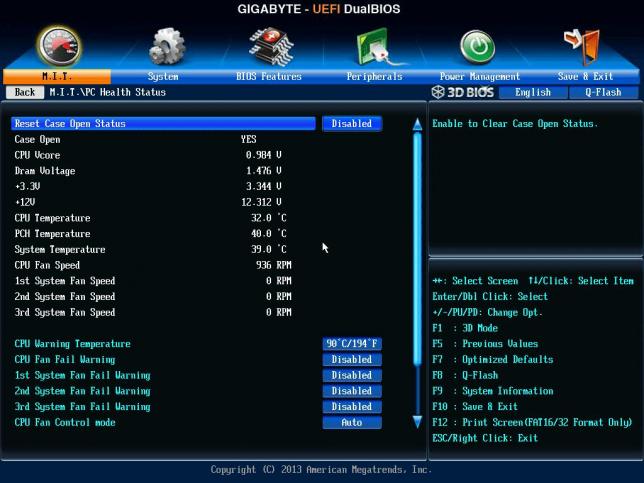 GIGABYTE - UEFI DualBIOS
M.I.T. System BIOS Features Peripherals Power Management Save & Exit
Back M.I.T.\PC Health Status 3D BIOS English Q-Flash
Reset Case Open Status Disabled
Case Open YES
CPU Vcore 0.984 V
Dram Voltage 1.476 V
+3.3V 3.344 V
+12V 12.312 V
CPU Temperature 32.0 °C
PCH Temperature 40.0 °C
System Temperature 39.0 °C
CPU Fan Speed 936 RPM
1st System Fan Speed 0 RPM
2nd System Fan Speed 0 RPM
3rd System Fan Speed 0 RPM
CPU Warning Temperature 90°C/194°F
CPU Fan Fail Warning Disabled
1st System Fan Fail Warning Disabled
2nd System Fan Fail Warning Disabled
3rd System Fan Fail Warning Disabled
CPU Fan Control mode Auto
Enable to Clear Case Open Status.
→←: Select Screen ↑↓/Click: Select Item
Enter/Dbl Click: Select
+/-/PU/PD: Change Opt.
F1 : 3D Mode
F5 : Previous Values
F7 : Optimized Defaults
F8 : Q-Flash
F9 : System Information
F10 : Save & Exit
F12 : Print Screen(FAT16/32 Format Only)
ESC/Right Click: Exit
Copyright (C) 2013 American Megatrends, Inc.